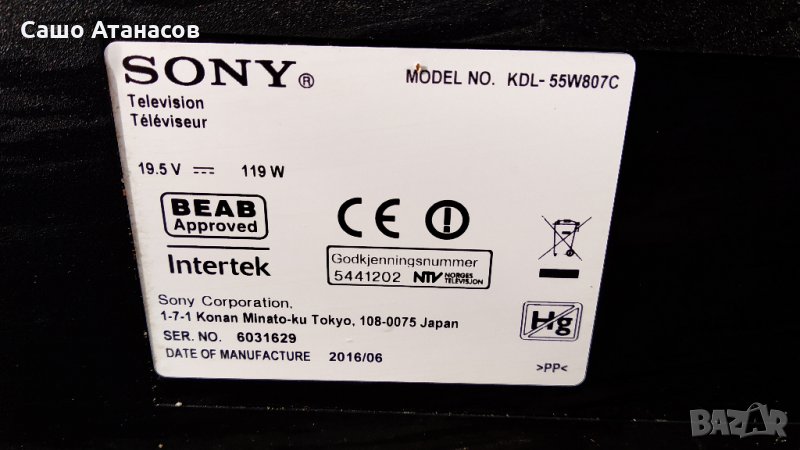 Сашо Атанасов
SONY® MODEL NO. KDL- 55W807C
Television
Téléviseur
19.5 V ⎓ 119 W
BEAB
Approved
CE
Intertek
Godkjenningsnummer
5441202 NTV NORGES TELEVISJON
Sony Corporation,
1-7-1 Konan Minato-ku Tokyo, 108-0075 Japan
Hg
SER. NO. 6031629
DATE OF MANUFACTURE 2016/06
>PP<
BAZAR